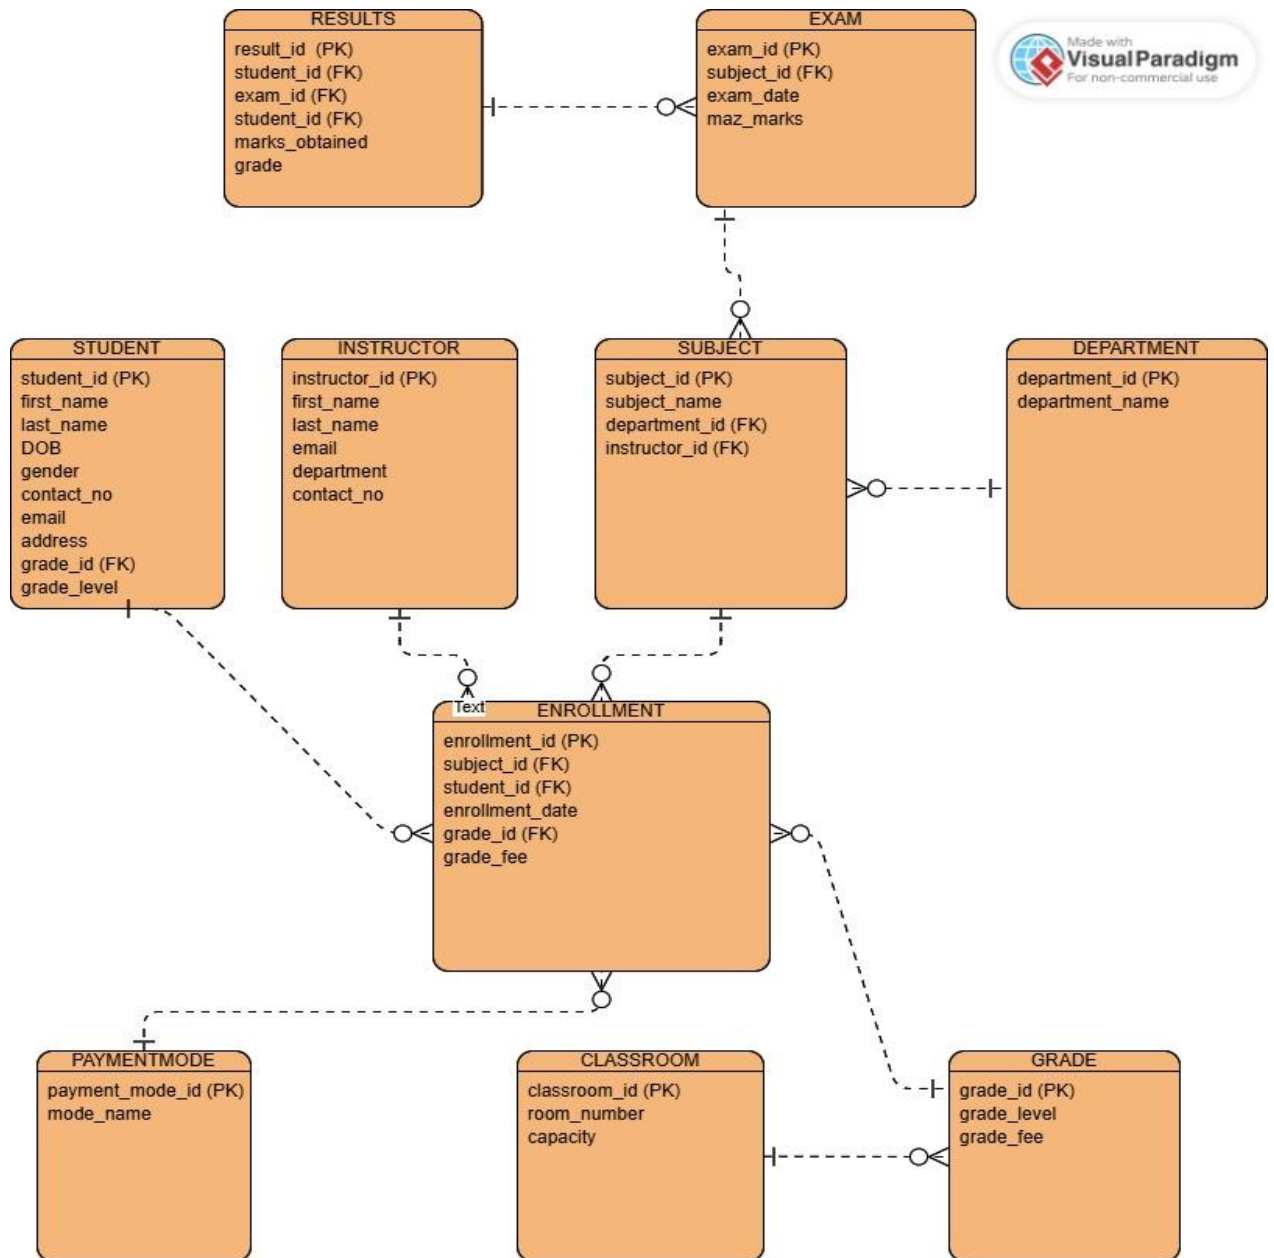 RESULTS
result_id (PK)
student_id (FK)
exam_id (FK)
student_id (FK)
marks_obtained
grade
EXAM
exam_id (PK)
subject_id (FK)
exam_date
maz_marks
Made with
Visual Paradigm
For non-commercial use
STUDENT
student_id (PK)
first_name
last_name
DOB
gender
contact_no
email
address
grade_id (FK)
grade_level
INSTRUCTOR
instructor_id (PK)
first_name
last_name
email
department
contact_no
SUBJECT
subject_id (PK)
subject_name
department_id (FK)
instructor_id (FK)
DEPARTMENT
department_id (PK)
department_name
Text
ENROLLMENT
enrollment_id (PK)
subject_id (FK)
student_id (FK)
enrollment_date
grade_id (FK)
grade_fee
PAYMENTMODE
payment_mode_id (PK)
mode_name
CLASSROOM
classroom_id (PK)
room_number
capacity
GRADE
grade_id (PK)
grade_level
grade_fee